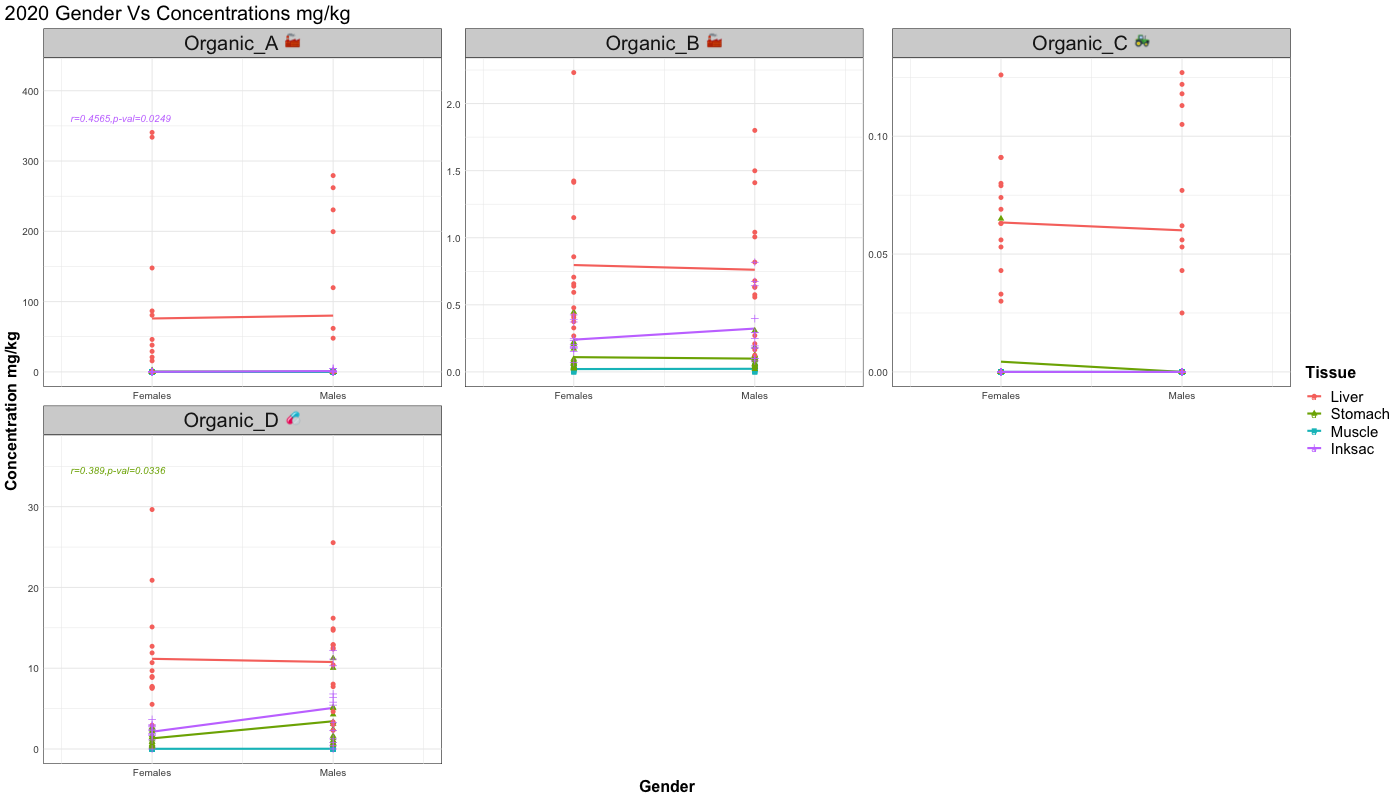 2020 Gender Vs Concentrations mg/kg
Organic_A 🏭
Organic_B 🏭
Organic_C 🚜
400
300
200
100
0
r=0.4565,p-val=0.0249
Females
Males
2.0
1.5
1.0
0.5
0.0
Females
Males
0.10
0.05
0.00
Females
Males
Concentration mg/kg
Organic_D 💊
30
20
10
0
r=0.389,p-val=0.0336
Females
Males
Gender
Tissue
Liver
Stomach
Muscle
Inksac